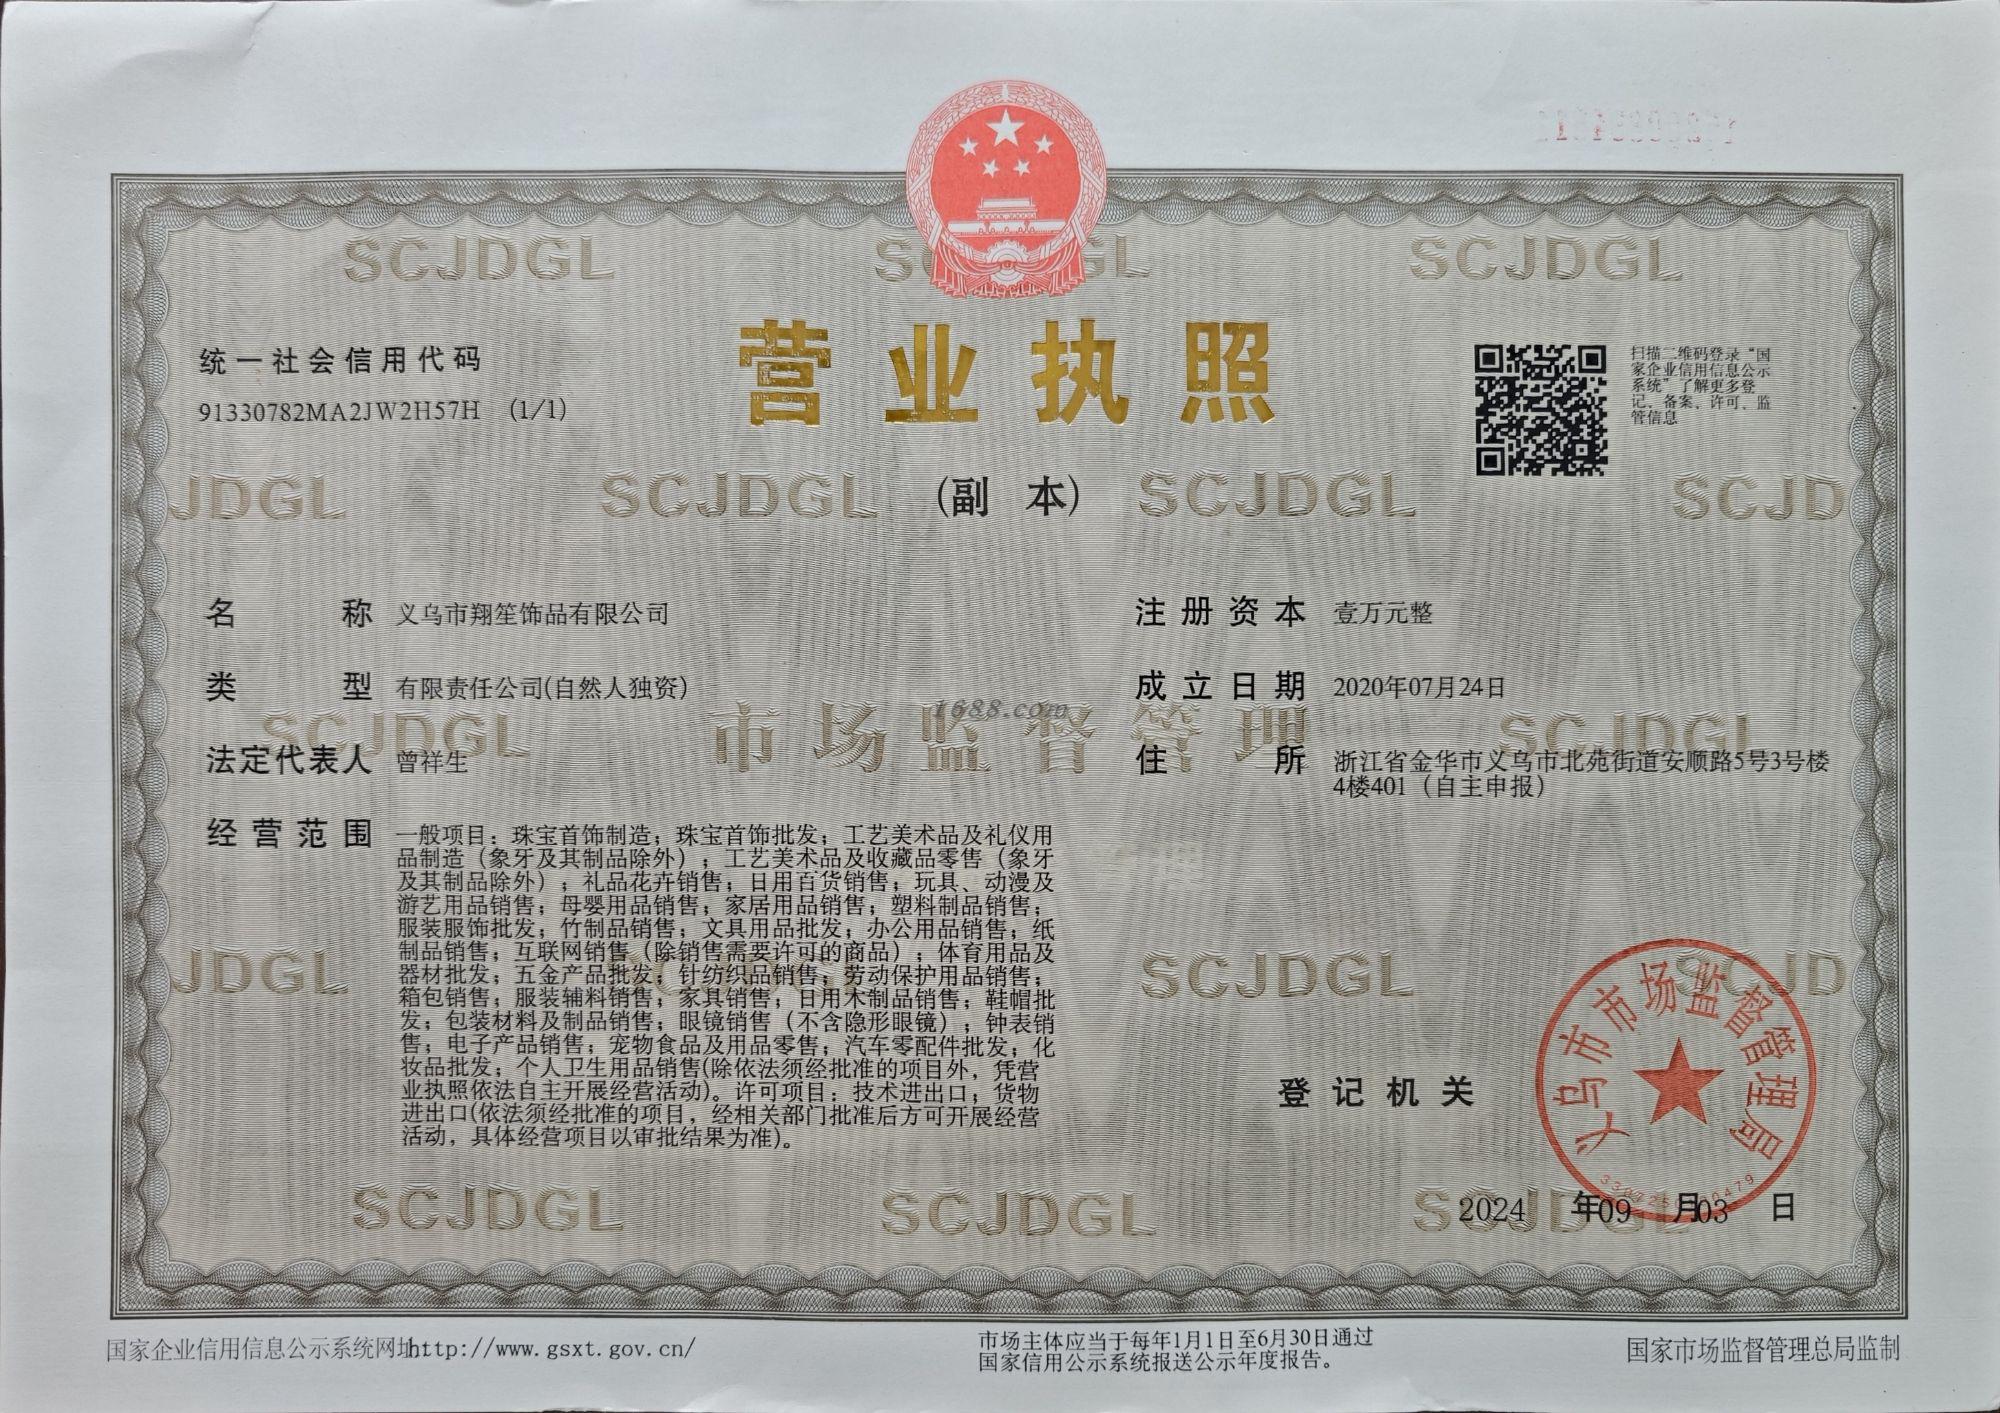 营业执照
(副 本)
统一社会信用代码
91330782MA2JW2H57H (1/1)
扫描二维码登录“国
家企业信用信息公示
系统”了解更多登
记、备案、许可、监
管信息
名 称 义乌市翔笙饰品有限公司
类 型 有限责任公司(自然人独资)
法定代表人 曾祥生
经营范围 一般项目：珠宝首饰制造；珠宝首饰批发；工艺美术品及礼仪用
品制造（象牙及其制品除外）；工艺美术品及收藏品零售（象牙
及其制品除外）；礼品花卉销售；日用百货销售；玩具、动漫及
游艺用品销售；母婴用品销售；家居用品销售；塑料制品销售；
服装服饰批发；竹制品销售；文具用品批发；办公用品销售；纸
制品销售；互联网销售（除销售需要许可的商品）；体育用品及
器材批发；五金产品批发；针纺织品销售；劳动保护用品销售；
箱包销售；服装辅料销售；家具销售；日用木制品销售；鞋帽批
发；包装材料及制品销售；眼镜销售（不含隐形眼镜）；钟表销
售；电子产品销售；宠物食品及用品零售；汽车零配件批发；化
妆品批发；个人卫生用品销售(除依法须经批准的项目外，凭营
业执照依法自主开展经营活动)。许可项目：技术进出口；货物
进出口(依法须经批准的项目，经相关部门批准后方可开展经营
活动，具体经营项目以审批结果为准)。
注册资本 壹万元整
成立日期 2020年07月24日
住 所 浙江省金华市义乌市北苑街道安顺路5号3号楼
4楼401（自主申报）
市场监督管理
1688.com
SCJDGL
登记机关
义乌市市场监督管理局
2024 年09 月03 日
国家企业信用信息公示系统网址http://www.gsxt.gov.cn/
市场主体应当于每年1月1日至6月30日通过
国家信用公示系统报送公示年度报告。
国家市场监督管理总局监制